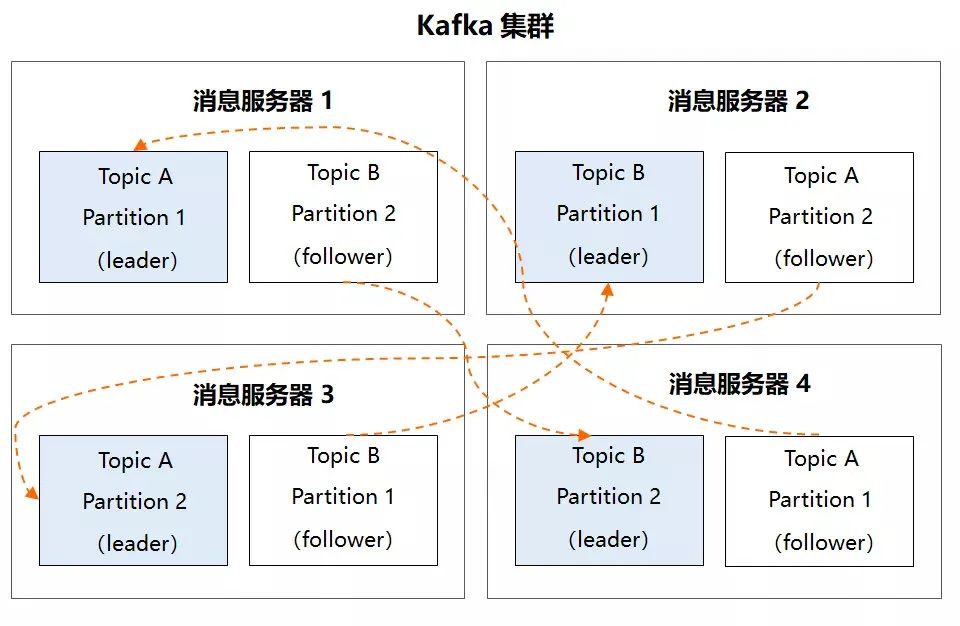 Kafka 集群
消息服务器 1
Topic A
Partition 1
（leader）
Topic B
Partition 2
（follower）
消息服务器 2
Topic B
Partition 1
（leader）
Topic A
Partition 2
（follower）
消息服务器 3
Topic A
Partition 2
（leader）
Topic B
Partition 1
（follower）
消息服务器 4
Topic B
Partition 2
（leader）
Topic A
Partition 1
（follower）